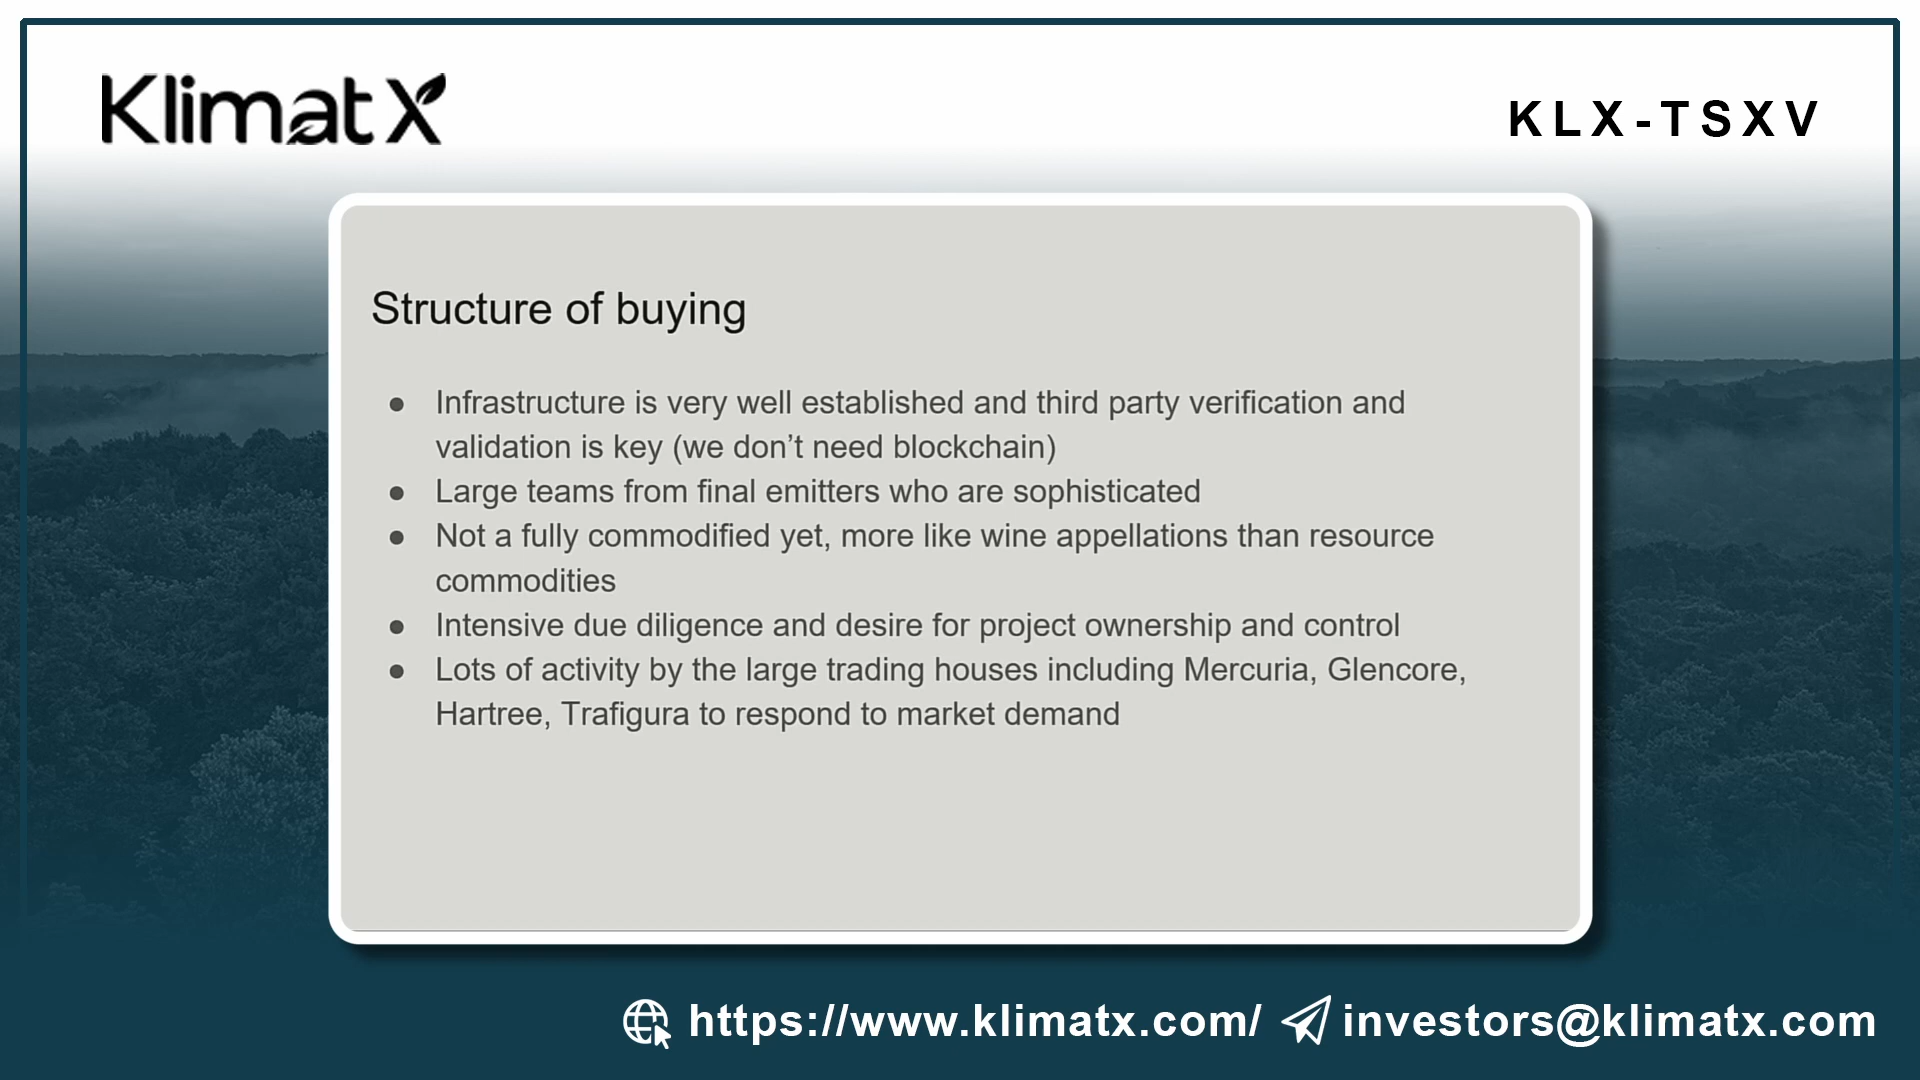 KlimatX
KLX-TSXV
Structure of buying
● Infrastructure is very well established and third party verification and
validation is key (we don’t need blockchain)
● Large teams from final emitters who are sophisticated
● Not a fully commodified yet, more like wine appellations than resource
commodities
● Intensive due diligence and desire for project ownership and control
● Lots of activity by the large trading houses including Mercuria, Glencore,
Hartree, Trafigura to respond to market demand
https://www.klimatx.com/ investors@klimatx.com